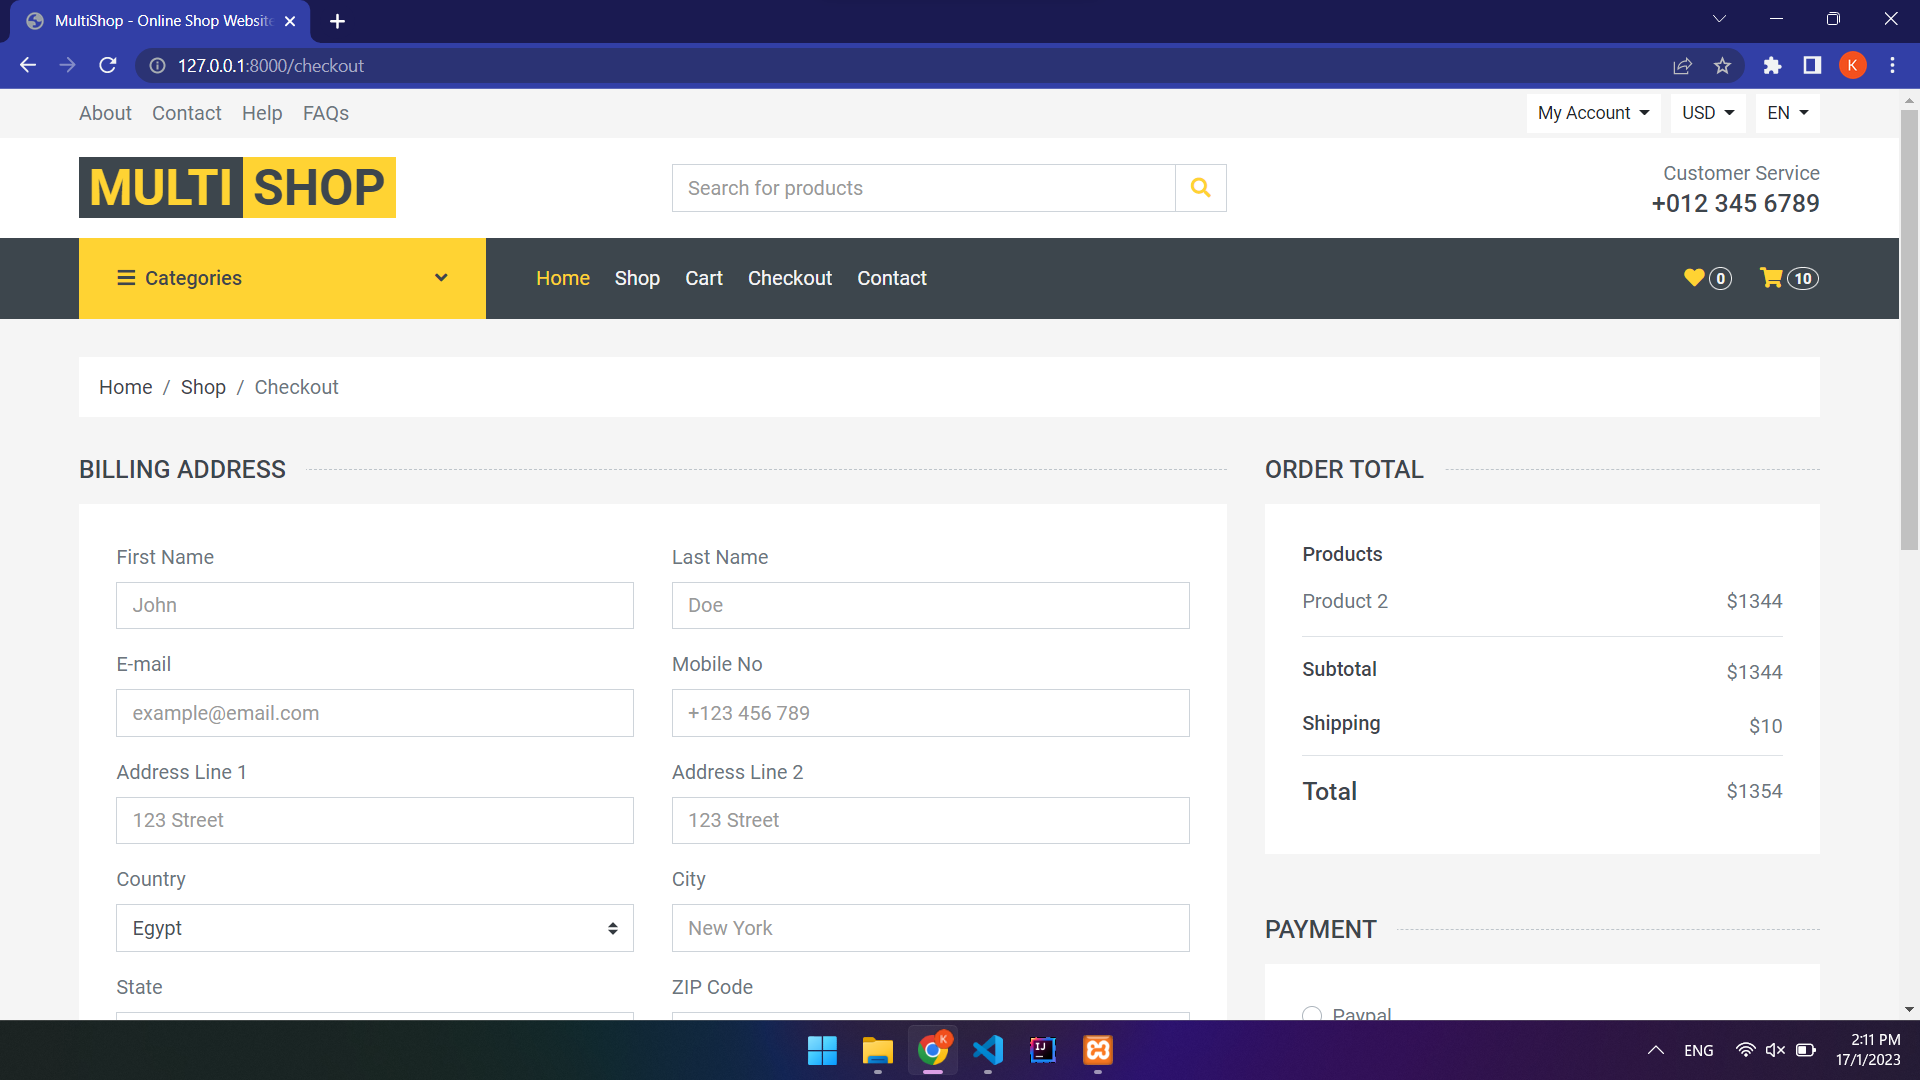 MultiShop - Online Shop Website
127.0.0.1:8000/checkout
K
About Contact Help FAQs
My Account USD EN
MULTI SHOP
Search for products
Customer Service
+012 345 6789
Categories
Home Shop Cart Checkout Contact
0 10
Home / Shop / Checkout
BILLING ADDRESS
First Name Last Name
John Doe
E-mail Mobile No
example@email.com +123 456 789
Address Line 1 Address Line 2
123 Street 123 Street
Country City
Egypt New York
State ZIP Code
ORDER TOTAL
Products
Product 2 $1344
Subtotal $1344
Shipping $10
Total $1354
PAYMENT
Paypal
K
IJ
ENG
2:11 PM
17/1/2023